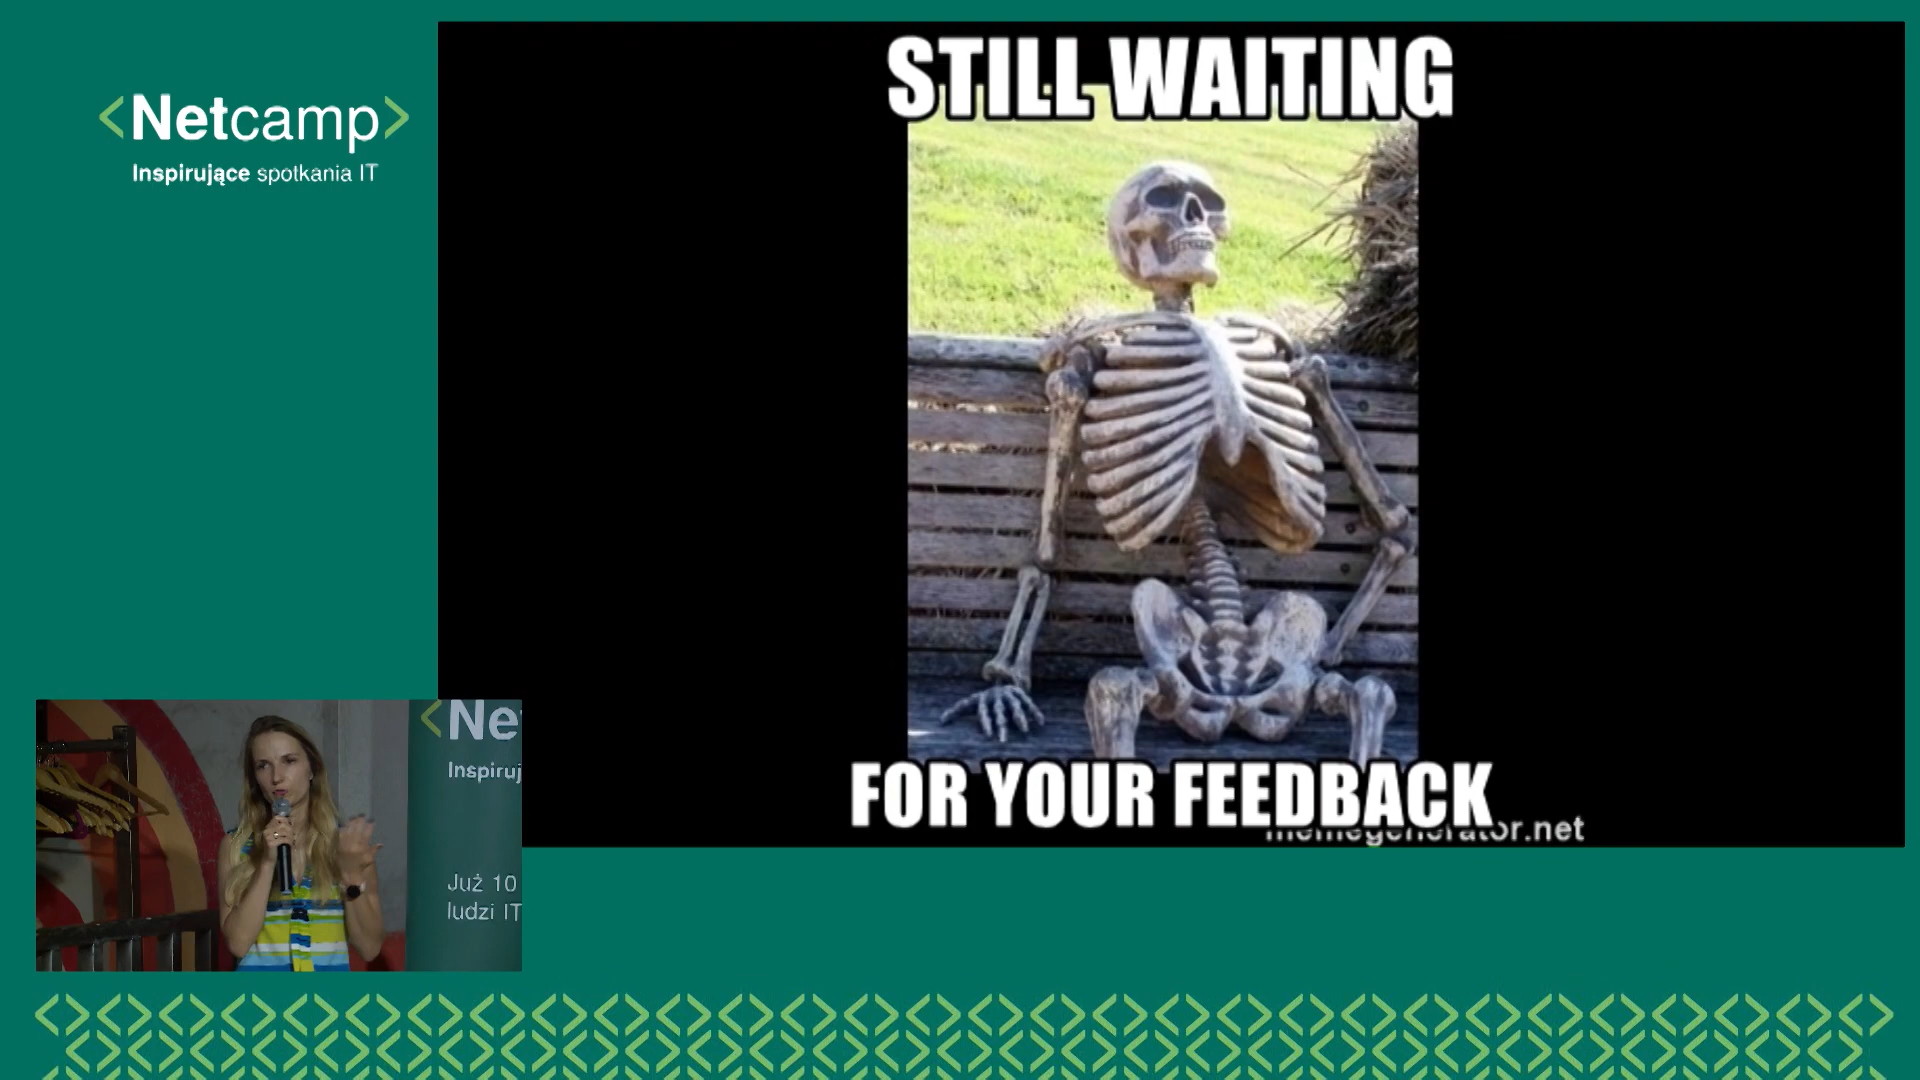 <Netcamp>
Inspirujące spotkania IT
STILL WAITING
FOR YOUR FEEDBACK
memegenerator.net
<Ne
Inspiruj
Już 10
ludzi IT